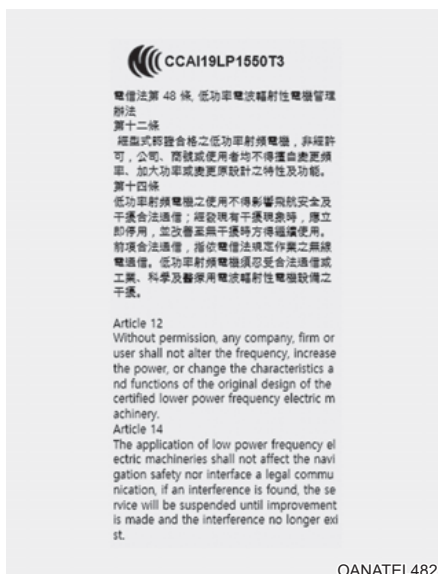 CCAI19LP1550T3
電信法第 48 條, 低功率電波輻射性電機管理
辦法
第十二條
經型式認證合格之低功率射頻電機，非經許
可，公司、商號或使用者均不得擅自變更頻
率、加大功率或變更原設計之特性及功能。
第十四條
低功率射頻電機之使用不得影響飛航安全及
干擾合法通信；經發現有干擾現象時，應立
即停用，並改善至無干擾時方得繼續使用。
前項合法通信，指依電信法規定作業之無線
電通信。低功率射頻電機須忍受合法通信或
工業、科學及醫療用電波輻射性電機設備之
干擾。
Article 12
Without permission, any company, firm or
user shall not alter the frequency, increase
the power, or change the characteristics a
nd functions of the original design of the
certified lower power frequency electric m
achinery.
Article 14
The application of low power frequency el
ectric machineries shall not affect the navi
gation safety nor interface a legal commu
nication, if an interference is found, the se
rvice will be suspended until improvement
is made and the interference no longer exi
st.
OANATEL482